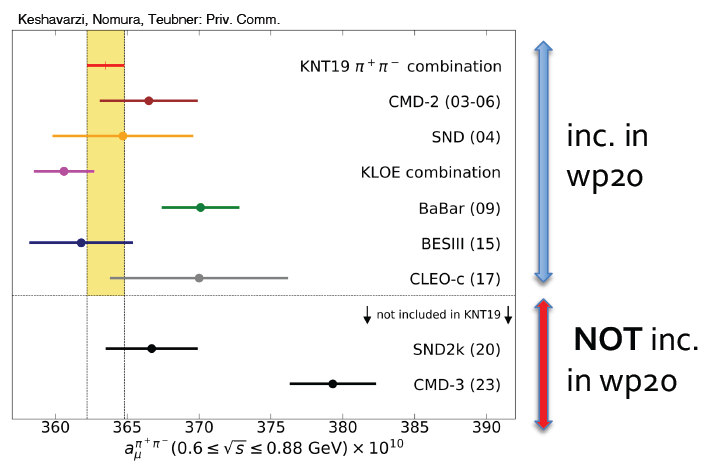 Keshavarzi, Nomura, Teubner: Priv. Comm.
KNT19 π⁺π⁻ combination
CMD-2 (03-06)
SND (04)
KLOE combination
BaBar (09)
BESIII (15)
CLEO-c (17)
inc. in
wp20
↓ not included in KNT19 ↓
SND2k (20)
CMD-3 (23)
NOT inc.
in wp20
360 365 370 375 380 385 390
a_μ^{π⁺π⁻}(0.6 ≤ √s ≤ 0.88 GeV) × 10¹⁰